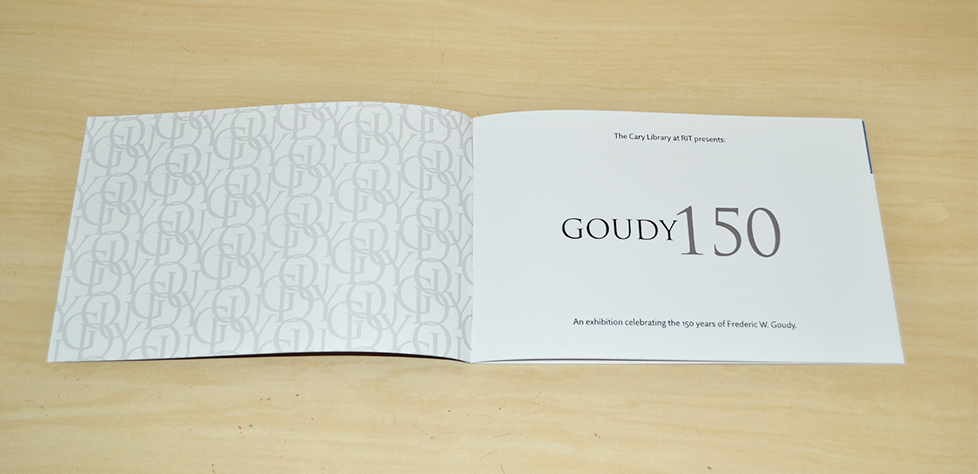 The Cary Library at RIT presents:
GOUDY150
An exhibition celebrating the 150 years of Frederic W. Goudy.